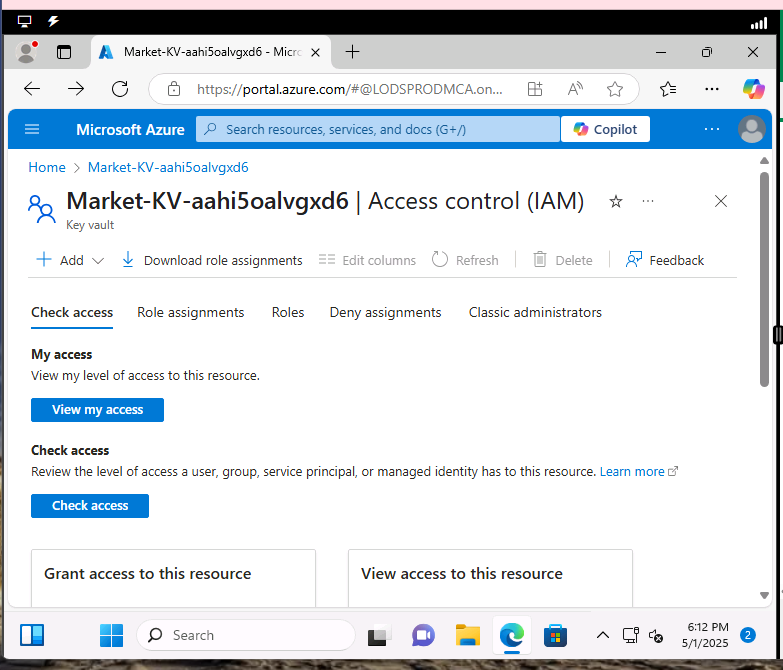 Market-KV-aahi5oalvgxd6 - Micro
https://portal.azure.com/#@LODSPRODMCA.on...
Microsoft Azure
Search resources, services, and docs (G+/)
Copilot
Home > Market-KV-aahi5oalvgxd6
Market-KV-aahi5oalvgxd6 | Access control (IAM)
Key vault
Add
Download role assignments
Edit columns
Refresh
Delete
Feedback
Check access
Role assignments
Roles
Deny assignments
Classic administrators
My access
View my level of access to this resource.
View my access
Check access
Review the level of access a user, group, service principal, or managed identity has to this resource. Learn more
Check access
Grant access to this resource
View access to this resource
Search
6:12 PM
5/1/2025
2